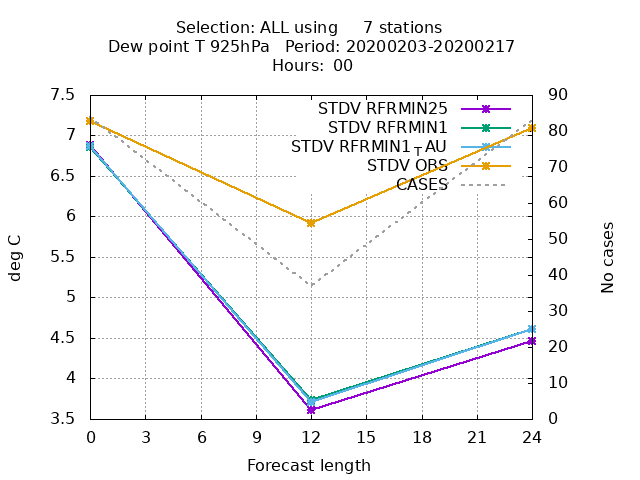 Selection: ALL using     7 stations
Dew point T 925hPa   Period: 20200203-20200217
Hours:  00
7.5
7
6.5
6
5.5
5
4.5
4
3.5
deg C
STDV RFRMIN25
STDV RFRMIN1
STDV RFRMIN1TAU
STDV OBS
CASES
90
80
70
60
50
40
30
20
10
0
No cases
0 3 6 9 12 15 18 21 24
Forecast length